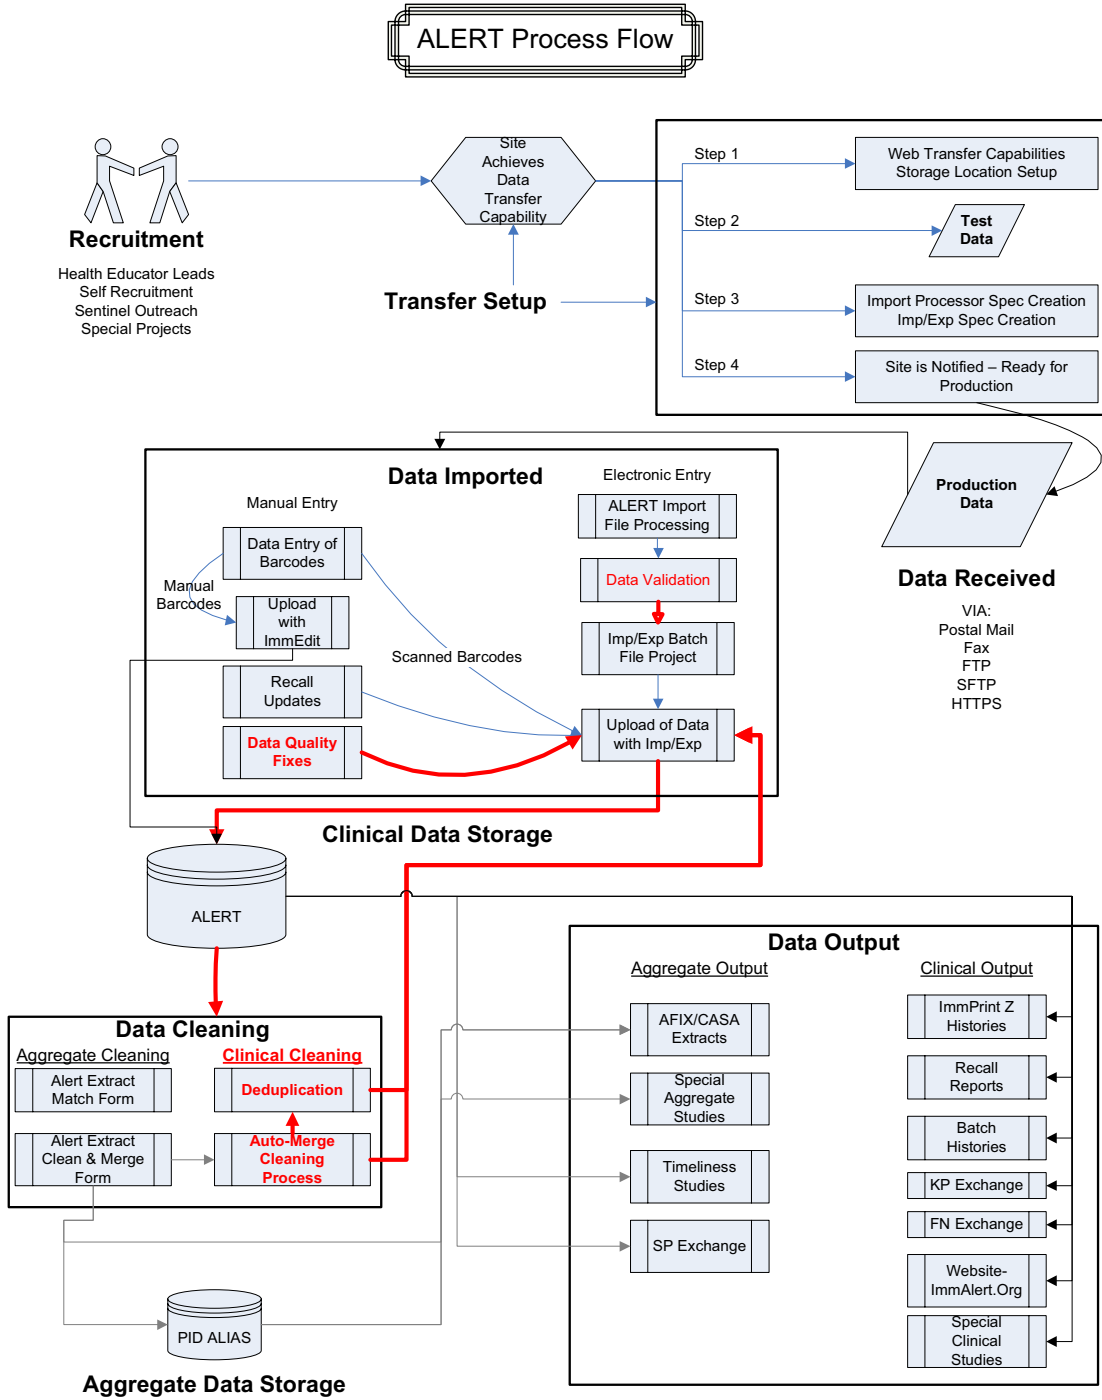 ALERT Process Flow
Site
Achieves
Data
Transfer
Capability
Step 1
Web Transfer Capabilities
Storage Location Setup
Step 2
Test
Data
Recruitment
Health Educator Leads
Self Recruitment
Sentinel Outreach
Special Projects
Transfer Setup
Step 3
Import Processor Spec Creation
Imp/Exp Spec Creation
Step 4
Site is Notified – Ready for
Production
Data Imported
Manual Entry
Electronic Entry
ALERT Import
File Processing
Data Entry of
Barcodes
Data Validation
Manual
Barcodes
Upload
with
ImmEdit
Scanned Barcodes
Imp/Exp Batch
File Project
Recall
Updates
Upload of Data
with Imp/Exp
Data Quality
Fixes
Production
Data
Data Received
VIA:
Postal Mail
Fax
FTP
SFTP
HTTPS
Clinical Data Storage
ALERT
Data Cleaning
Aggregate Cleaning
Clinical Cleaning
Alert Extract
Match Form
Deduplication
Alert Extract
Clean & Merge
Form
Auto-Merge
Cleaning
Process
PID ALIAS
Aggregate Data Storage
Data Output
Aggregate Output
Clinical Output
AFIX/CASA
Extracts
Special
Aggregate
Studies
Timeliness
Studies
SP Exchange
ImmPrint Z
Histories
Recall
Reports
Batch
Histories
KP Exchange
FN Exchange
Website-
ImmAlert.Org
Special
Clinical
Studies